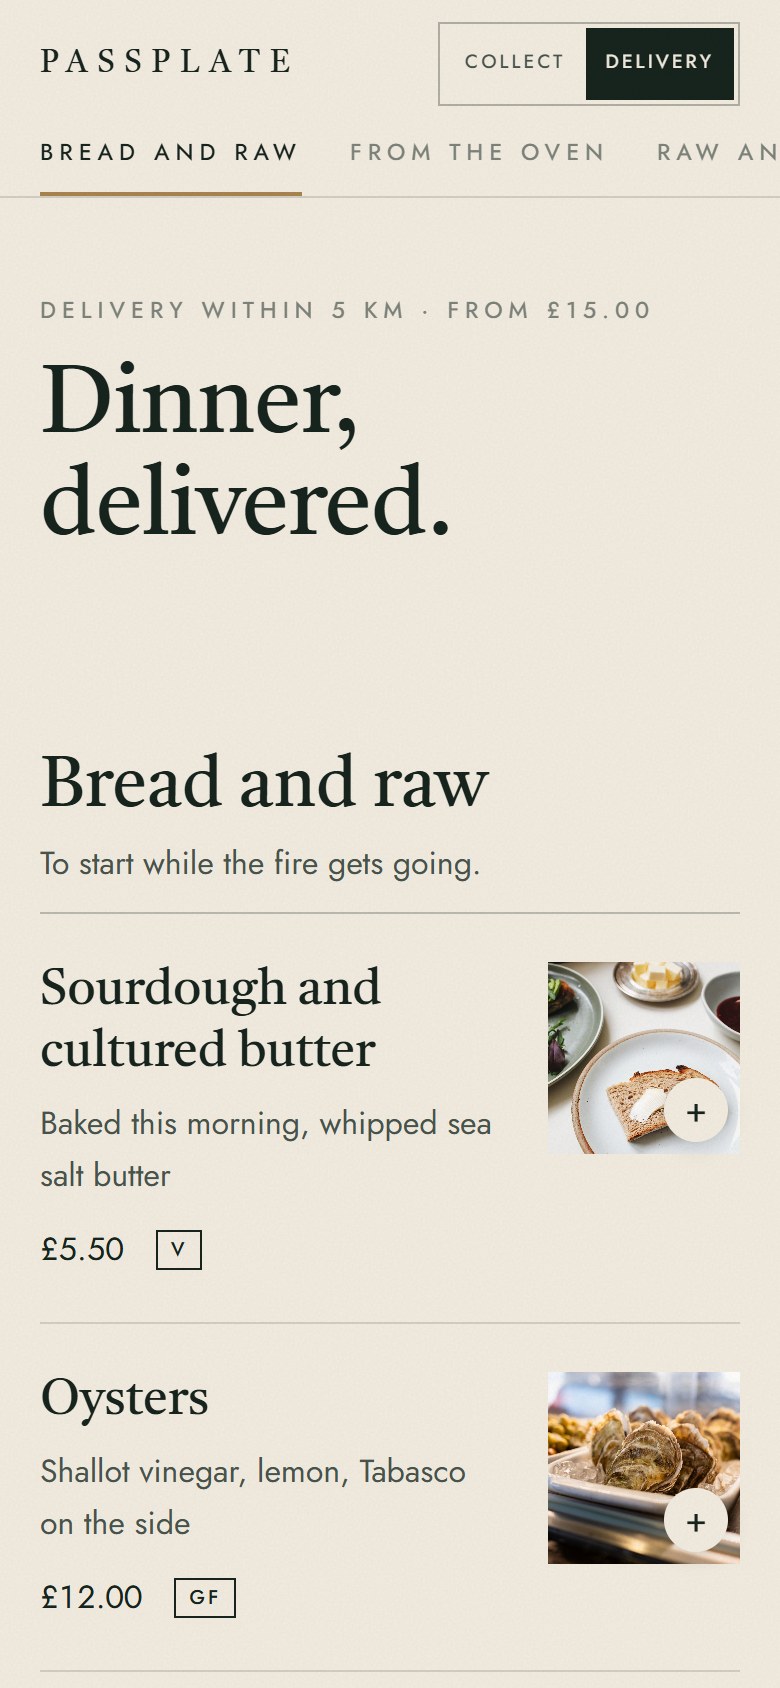 PASSPLATE
COLLECT
DELIVERY
BREAD AND RAW
FROM THE OVEN
RAW AN
DELIVERY WITHIN 5 KM · FROM £15.00
Dinner,
delivered.
Bread and raw
To start while the fire gets going.
Sourdough and
cultured butter
Baked this morning, whipped sea
salt butter
£5.50
V
+
Oysters
Shallot vinegar, lemon, Tabasco
on the side
£12.00
GF
+